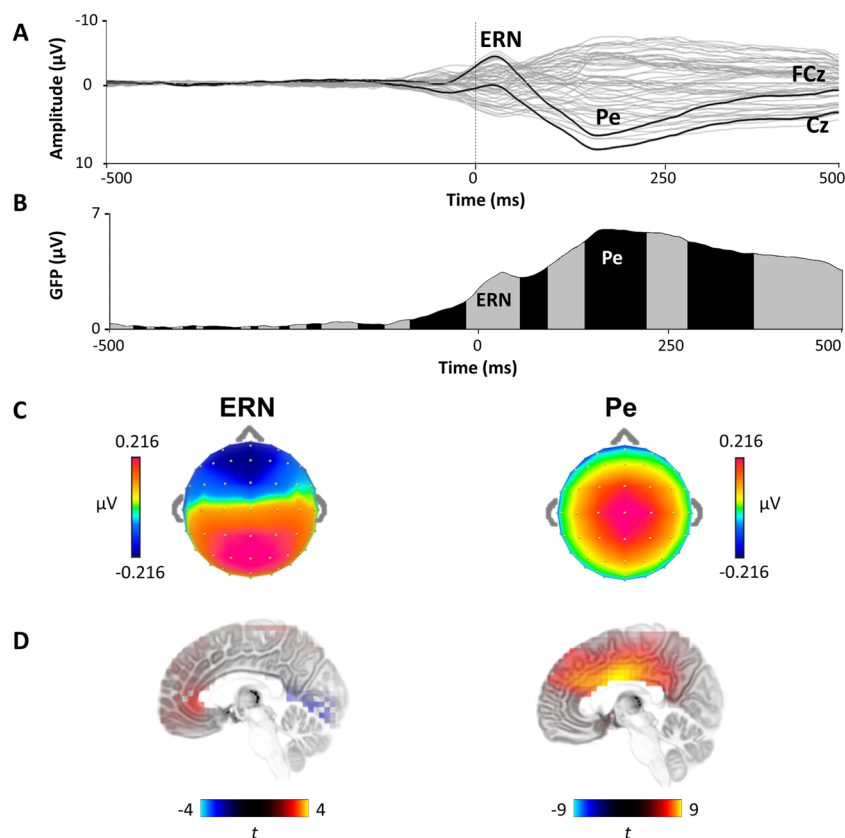 A
Amplitude (µV)
-10
0
10
ERN
Pe
FCz
Cz
-500
0
250
500
Time (ms)
B
GFP (µV)
7
0
ERN
Pe
-500
0
250
500
Time (ms)
C
ERN
Pe
0.216
µV
-0.216
0.216
µV
-0.216
D
-4
4
t
-9
9
t